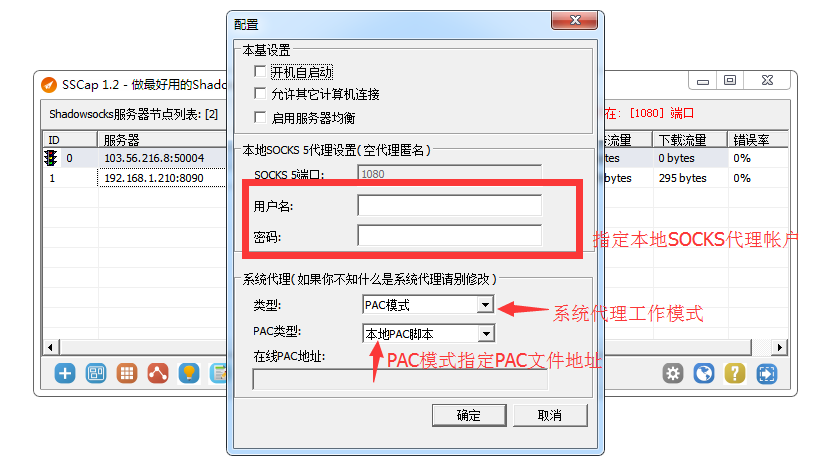 配置
本基设置
开机自启动
允许其它计算机连接
启用服务器均衡
SSCap 1.2 - 做最好用的Shado
Shadowsocks服务器节点列表: [2]
在: [1080] 端口
ID 服务器 流量 下载流量 错误率
0 103.56.216.8:50004 tes 0 bytes 0%
1 192.168.1.210:8090 bytes 295 bytes 0%
本地SOCKS 5代理设置(空代理匿名)
SOCKS 5端口: 1080
用户名:
密码:
指定本地SOCKS代理帐户
系统代理(如果你不知什么是系统代理请别修改)
类型: PAC模式
系统代理工作模式
PAC类型: 本地PAC脚本
在线PAC地址:
PAC模式指定PAC文件地址
确定 取消